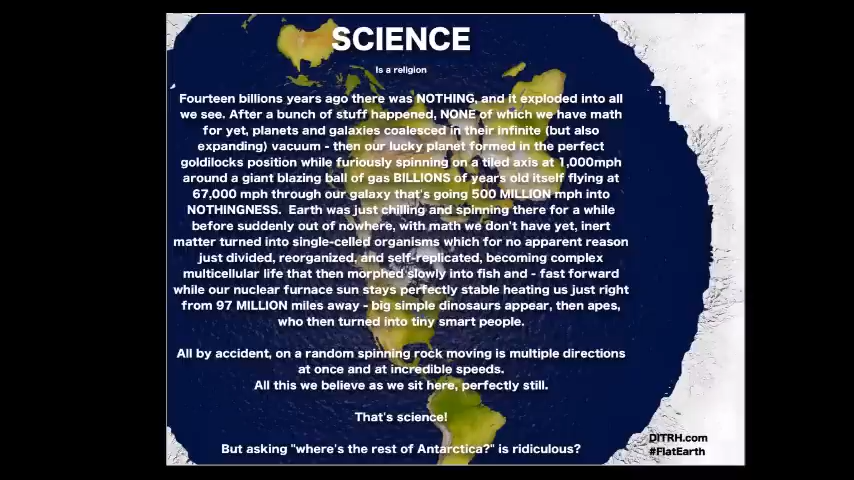 SCIENCE
Is a religion
Fourteen billions years ago there was NOTHING, and it exploded into all
we see. After a bunch of stuff happened, NONE of which we have math
for yet, planets and galaxies coalesced in their infinite (but also
expanding) vacuum - then our lucky planet formed in the perfect
goldilocks position while furiously spinning on a tiled axis at 1,000mph
around a giant blazing ball of gas BILLIONS of years old itself flying at
67,000 mph through our galaxy that's going 500 MILLION mph into
NOTHINGNESS. Earth was just chilling and spinning there for a while
before suddenly out of nowhere, with math we don't have yet, inert
matter turned into single-celled organisms which for no apparent reason
just divided, reorganized, and self-replicated, becoming complex
multicellular life that then morphed slowly into fish and - fast forward
while our nuclear furnace sun stays perfectly stable heating us just right
from 97 MILLION miles away - big simple dinosaurs appear, then apes,
who then turned into tiny smart people.
All by accident, on a random spinning rock moving is multiple directions
at once and at incredible speeds.
All this we believe as we sit here, perfectly still.
That's science!
But asking "where's the rest of Antarctica?" is ridiculous?
DITRH.com
#FlatEarth